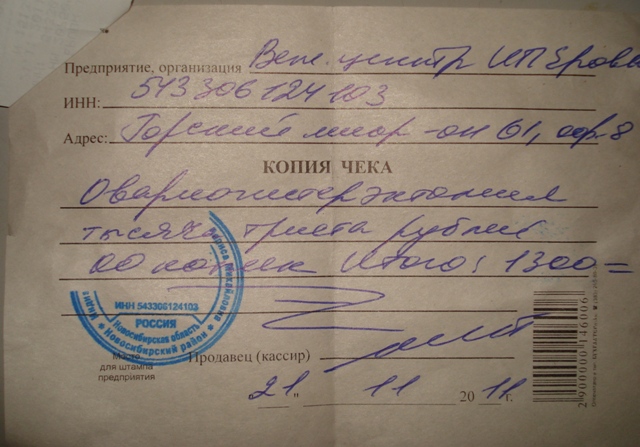 Предприятие, организация Вет. центр ИП Ерова
ИНН: 543306124103
Адрес: Горский микр-он 61, оф. 8
КОПИЯ ЧЕКА
Овариогистерэктомия
тысяча триста рублей
00 копеек Итого: 1300=
ИНН 543306124103
РОССИЯ
Новосибирская область
Новосибирский район
Место
для штампа
предприятия
Продавец (кассир)
21 " 11 2011 г.
2900000146006